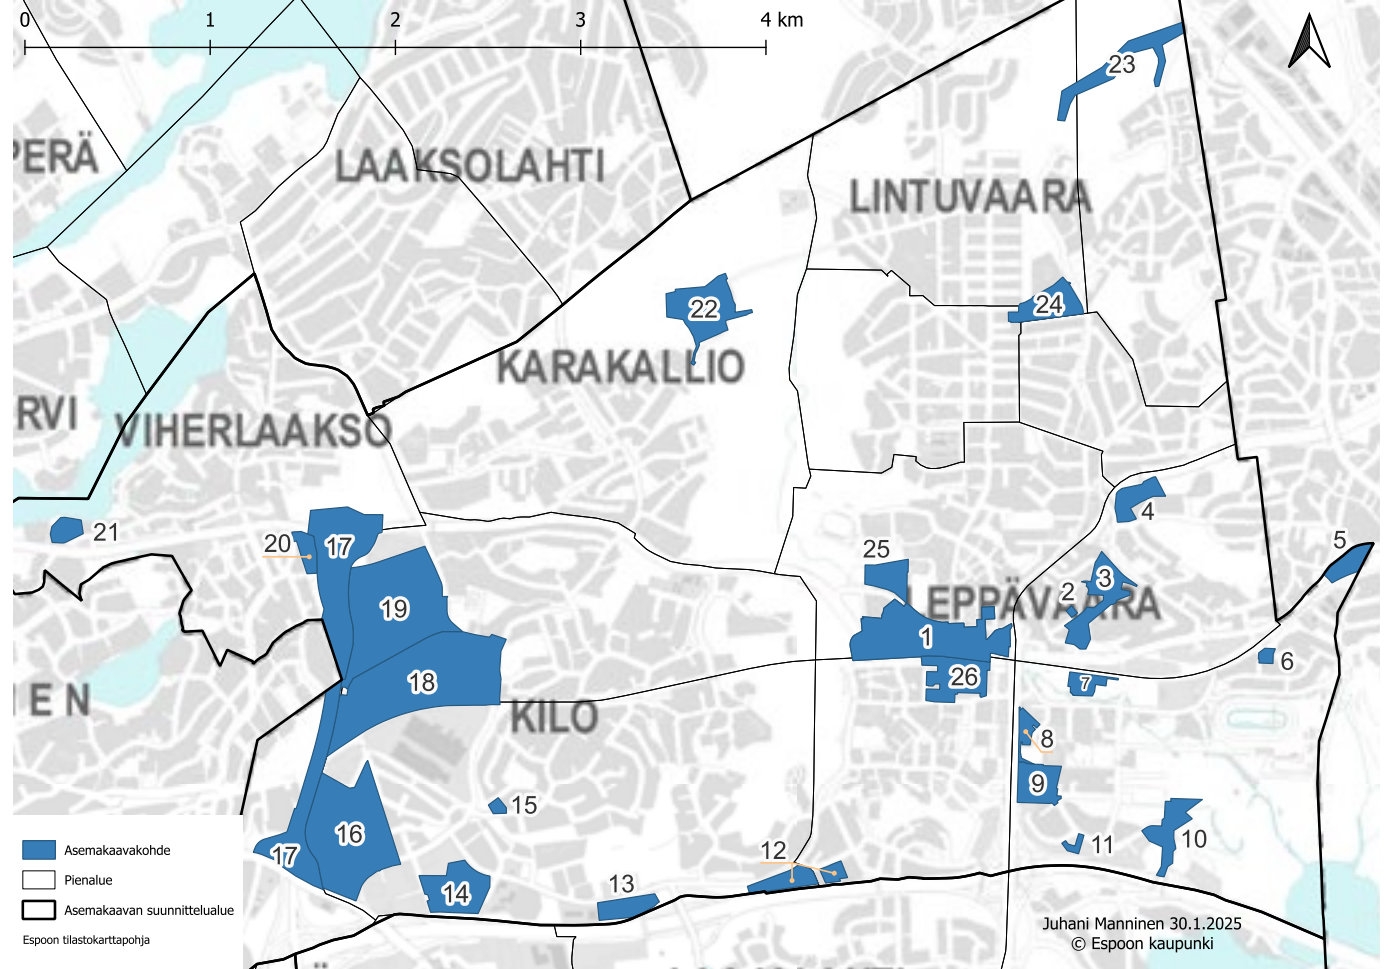 0 1 2 3 4 km
23
PERÄ
LAAKSOLAHTI
LINTUVAARA
22
24
KARAKALLIO
RVI
VIHERLAAKSO
4
21
20
17
25
5
19
2
3
LEPPÄVAARA
1
6
18
26
7
I E N
KILO
8
9
15
16
10
11
17
12
14
13
Asemakaavakohde
Pienalue
Asemakaavan suunnittelualue
Espoon tilastokarttapohja
Juhani Manninen 30.1.2025
© Espoon kaupunki